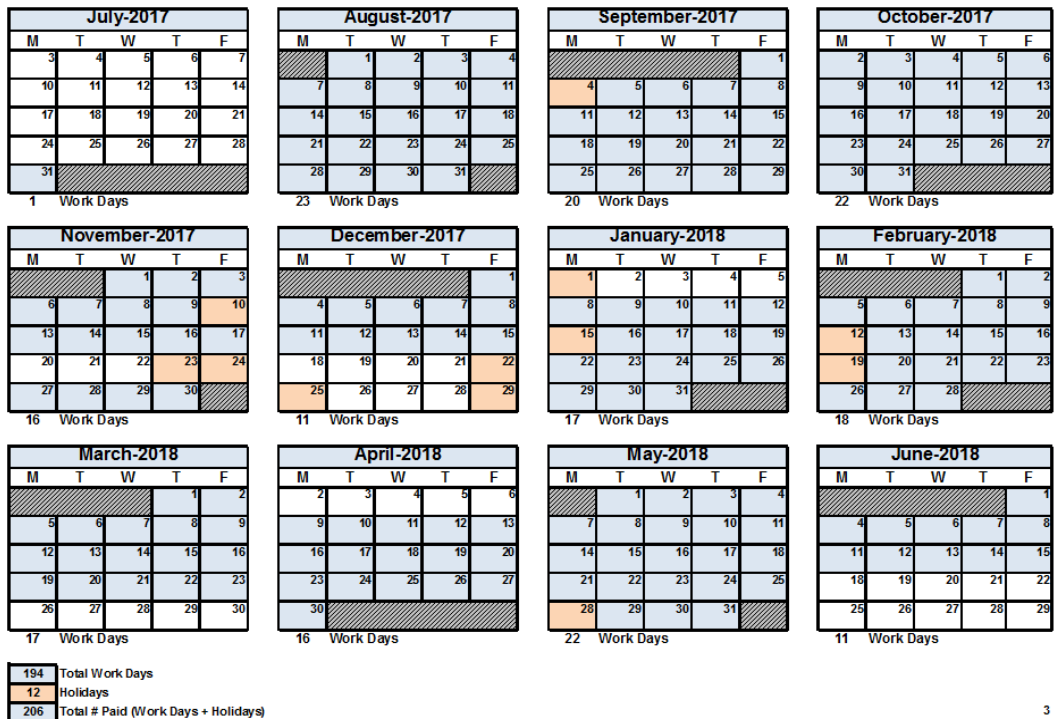 July-2017 August-2017 September-2017 October-2017
M T W T F M T W T F M T W T F M T W T F
3 4 5 6 7 1 2 3 4 1 2 3 4 5 6
10 11 12 13 14 7 8 9 10 11 4 5 6 7 8 9 10 11 12 13
17 18 19 20 21 14 15 16 17 18 11 12 13 14 15 16 17 18 19 20
24 25 26 27 28 21 22 23 24 25 18 19 20 21 22 23 24 25 26 27
31 28 29 30 31 25 26 27 28 29 30 31
1 Work Days 23 Work Days 20 Work Days 22 Work Days
November-2017 December-2017 January-2018 February-2018
M T W T F M T W T F M T W T F M T W T F
1 2 3 1 1 2 3 4 5 1 2
6 7 8 9 10 4 5 6 7 8 8 9 10 11 12 5 6 7 8 9
13 14 15 16 17 11 12 13 14 15 15 16 17 18 19 12 13 14 15 16
20 21 22 23 24 18 19 20 21 22 22 23 24 25 26 19 20 21 22 23
27 28 29 30 25 26 27 28 29 29 30 31 26 27 28
16 Work Days 11 Work Days 17 Work Days 18 Work Days
March-2018 April-2018 May-2018 June-2018
M T W T F M T W T F M T W T F M T W T F
1 2 2 3 4 5 6 1 2 3 4 1
5 6 7 8 9 9 10 11 12 13 7 8 9 10 11 4 5 6 7 8
12 13 14 15 16 16 17 18 19 20 14 15 16 17 18 11 12 13 14 15
19 20 21 22 23 23 24 25 26 27 21 22 23 24 25 18 19 20 21 22
26 27 28 29 30 30 28 29 30 31 25 26 27 28 29
17 Work Days 16 Work Days 22 Work Days 11 Work Days
194 Total Work Days
12 Holidays
206 Total # Paid (Work Days + Holidays)
3